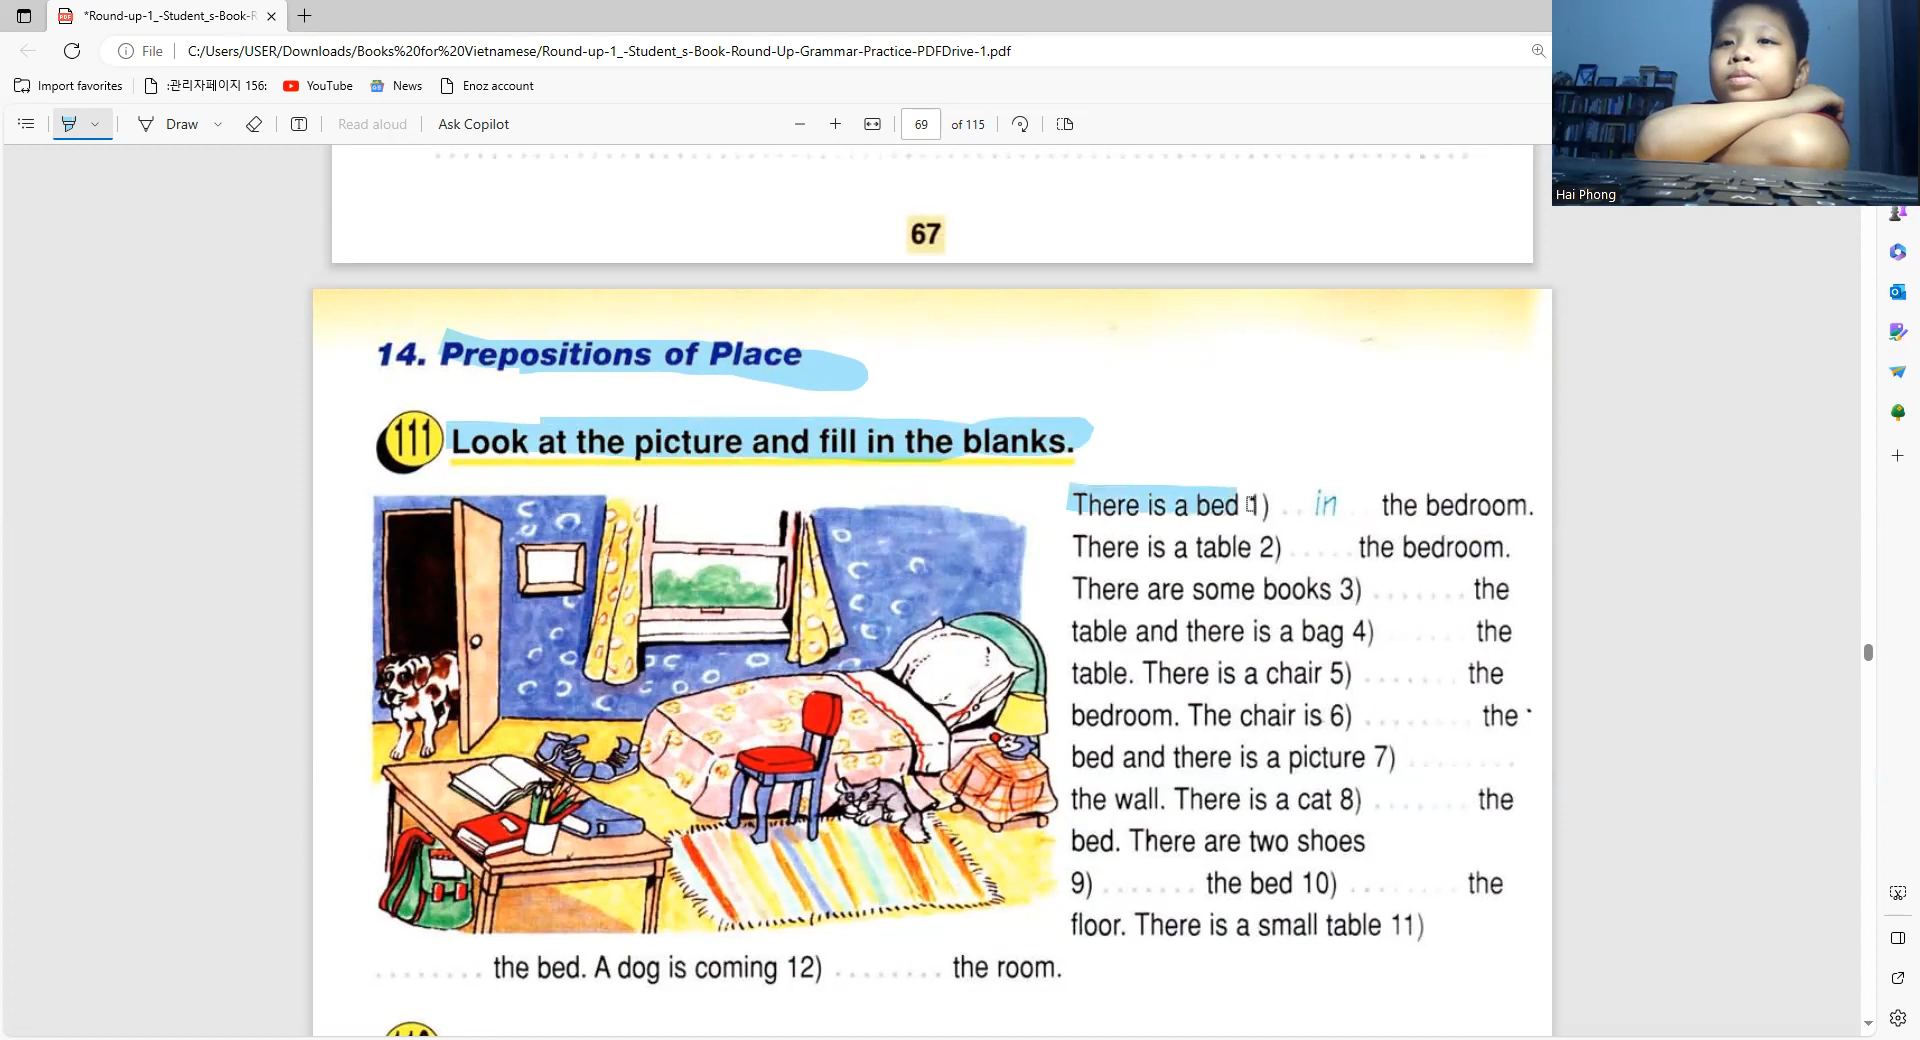 *Round-up-1_-Student_s-Book-R
File C:/Users/USER/Downloads/Books%20for%20Vietnamese/Round-up-1_-Student_s-Book-Round-Up-Grammar-Practice-PDFDrive-1.pdf
Import favorites :관리자페이지 156: YouTube News Enoz account
Draw Read aloud Ask Copilot 69 of 115
Hai Phong
67
14. Prepositions of Place
111 Look at the picture and fill in the blanks.
There is a bed 1) .. in .. the bedroom.
There is a table 2) ..... the bedroom.
There are some books 3) ....... the
table and there is a bag 4) ..... the
table. There is a chair 5) ....... the
bedroom. The chair is 6) ........ the
bed and there is a picture 7) ........
the wall. There is a cat 8) ....... the
bed. There are two shoes
9) ....... the bed 10) ........ the
floor. There is a small table 11)
........ the bed. A dog is coming 12) ........ the room.